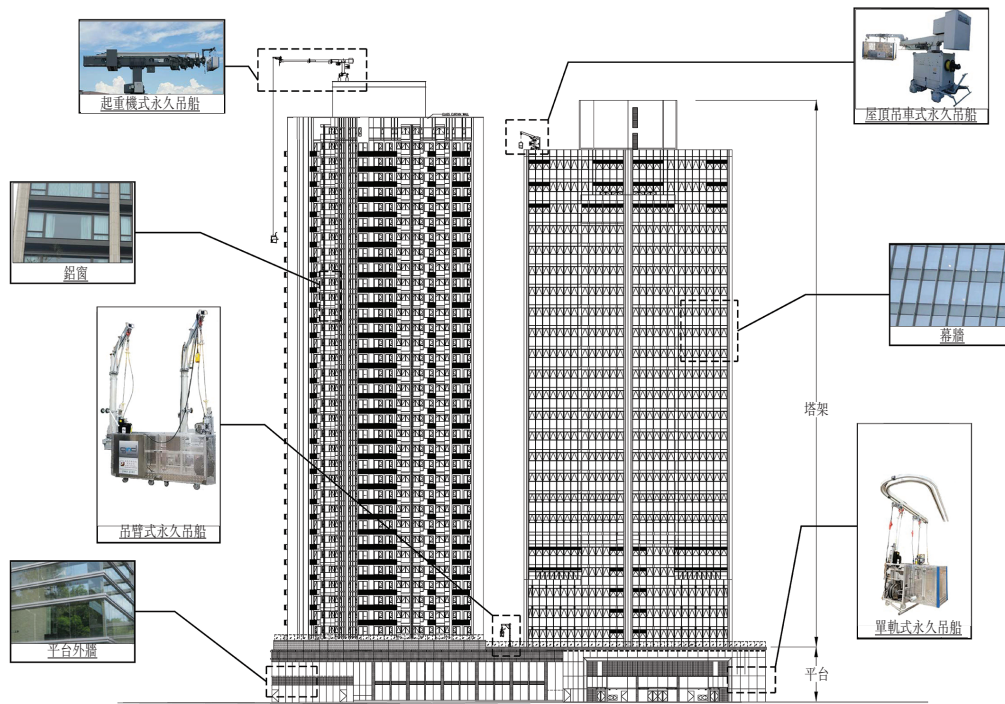 起重機式永久吊船
屋頂吊車式永久吊船
鋁窗
幕牆
塔架
吊臂式永久吊船
單軌式永久吊船
平台外牆
平台